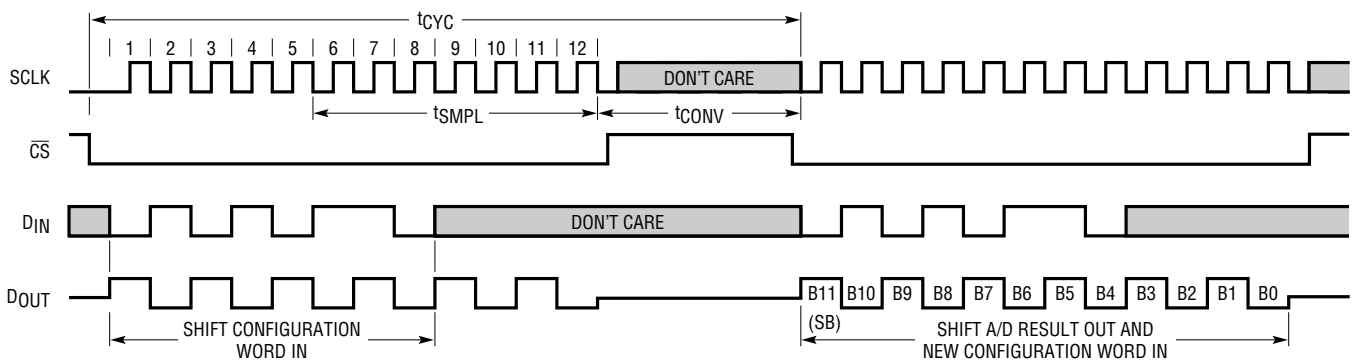 tCYC
1 2 3 4 5 6 7 8 9 10 11 12
SCLK
DON'T CARE
tSMPL
tCONV
CS
DIN
DON'T CARE
DOUT
B11 B10 B9 B8 B7 B6 B5 B4 B3 B2 B1 B0
(SB)
SHIFT CONFIGURATION
WORD IN
SHIFT A/D RESULT OUT AND
NEW CONFIGURATION WORD IN